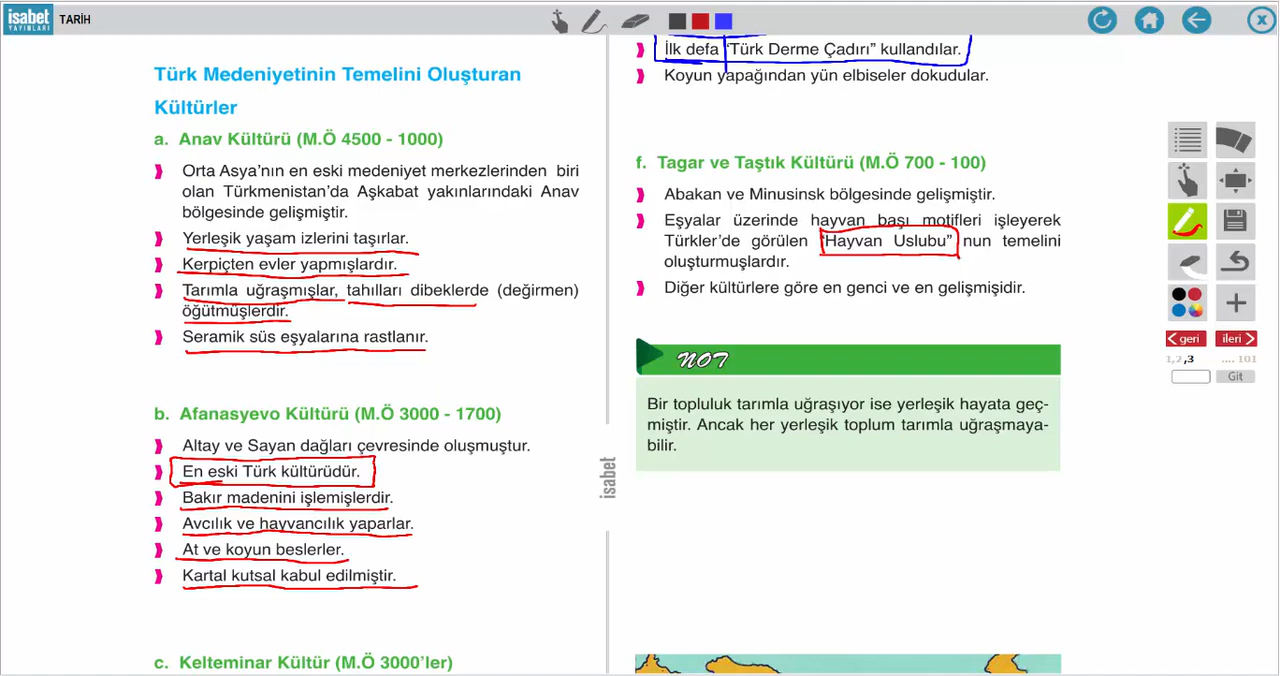 isabet
YAYINLARI
TARİH
Türk Medeniyetinin Temelini Oluşturan
Kültürler
a. Anav Kültürü (M.Ö 4500 - 1000)
Orta Asya’nın en eski medeniyet merkezlerinden biri
olan Türkmenistan’da Aşkabat yakınlarındaki Anav
bölgesinde gelişmiştir.
Yerleşik yaşam izlerini taşırlar.
Kerpiçten evler yapmışlardır.
Tarımla uğraşmışlar, tahılları dibeklerde (değirmen)
öğütmüşlerdir.
Seramik süs eşyalarına rastlanır.
b. Afanasyevo Kültürü (M.Ö 3000 - 1700)
Altay ve Sayan dağları çevresinde oluşmuştur.
En eski Türk kültürüdür.
Bakır madenini işlemişlerdir.
Avcılık ve hayvancılık yaparlar.
At ve koyun beslerler.
Kartal kutsal kabul edilmiştir.
c. Kelteminar Kültür (M.Ö 3000’ler)
isabet
İlk defa “Türk Derme Çadırı” kullandılar.
Koyun yapağından yün elbiseler dokudular.
f. Tagar ve Taştık Kültürü (M.Ö 700 - 100)
Abakan ve Minusinsk bölgesinde gelişmiştir.
Eşyalar üzerinde hayvan başı motifleri işleyerek
Türkler’de görülen “Hayvan Uslubu” nun temelini
oluşturmuşlardır.
Diğer kültürlere göre en genci ve en gelişmişidir.
NOT
Bir topluluk tarımla uğraşıyor ise yerleşik hayata geç-
miştir. Ancak her yerleşik toplum tarımla uğraşmaya-
bilir.
geri
ileri
1,2,3 .... 101
Git